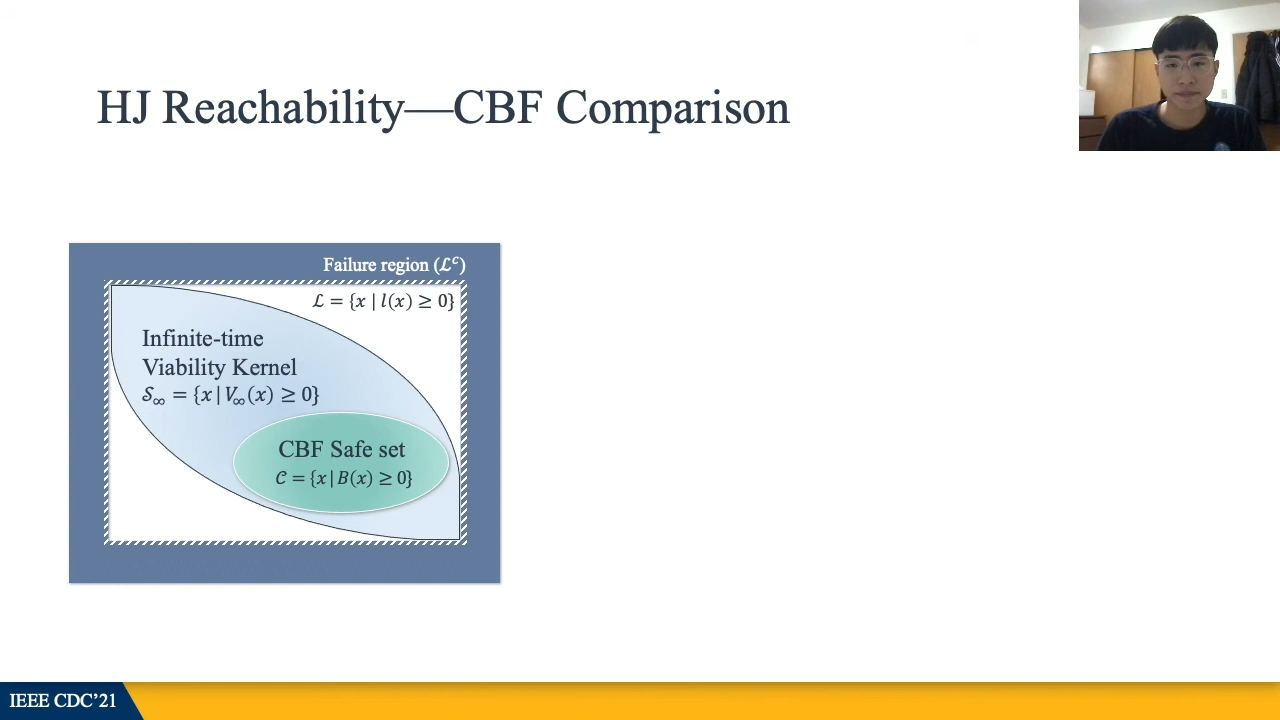 HJ Reachability—CBF Comparison
Failure region (ℒᶜ)
ℒ = {x | l(x) ≥ 0}
Infinite-time
Viability Kernel
𝒮∞ = {x | V∞(x) ≥ 0}
CBF Safe set
𝒞 = {x | B(x) ≥ 0}
IEEE CDC’21